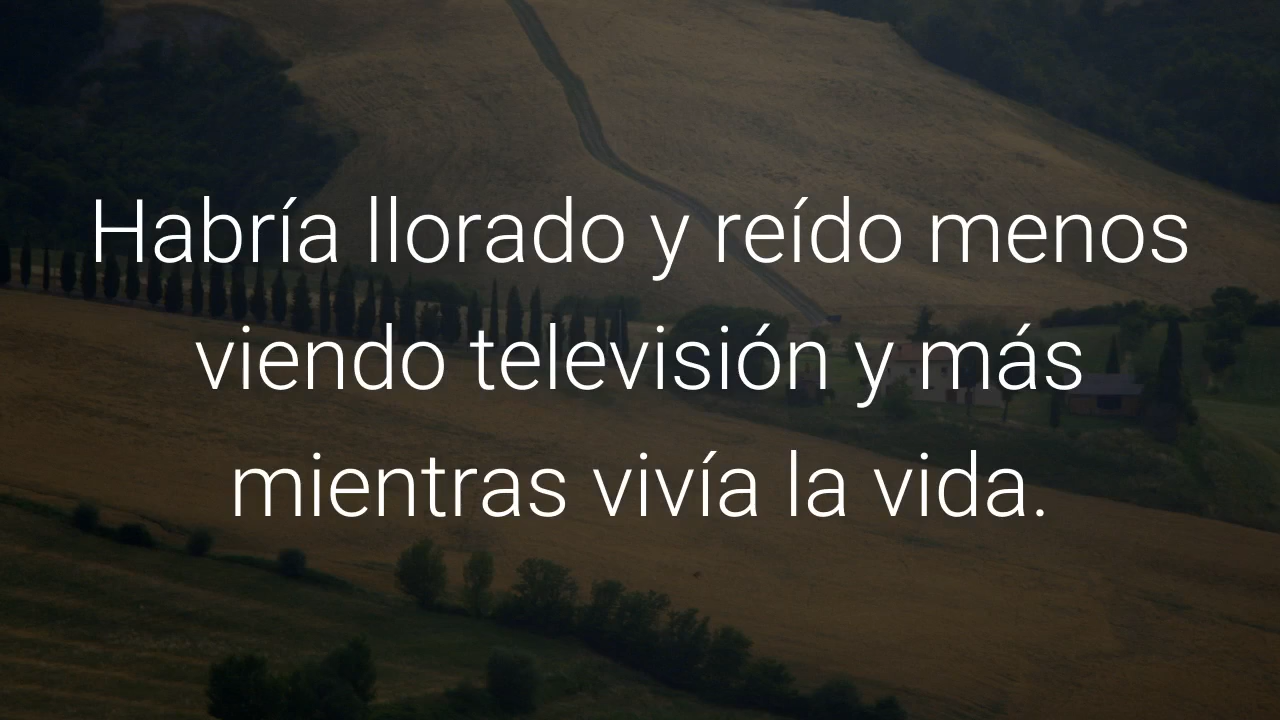 Habría llorado y reído menos
viendo televisión y más
mientras vivía la vida.